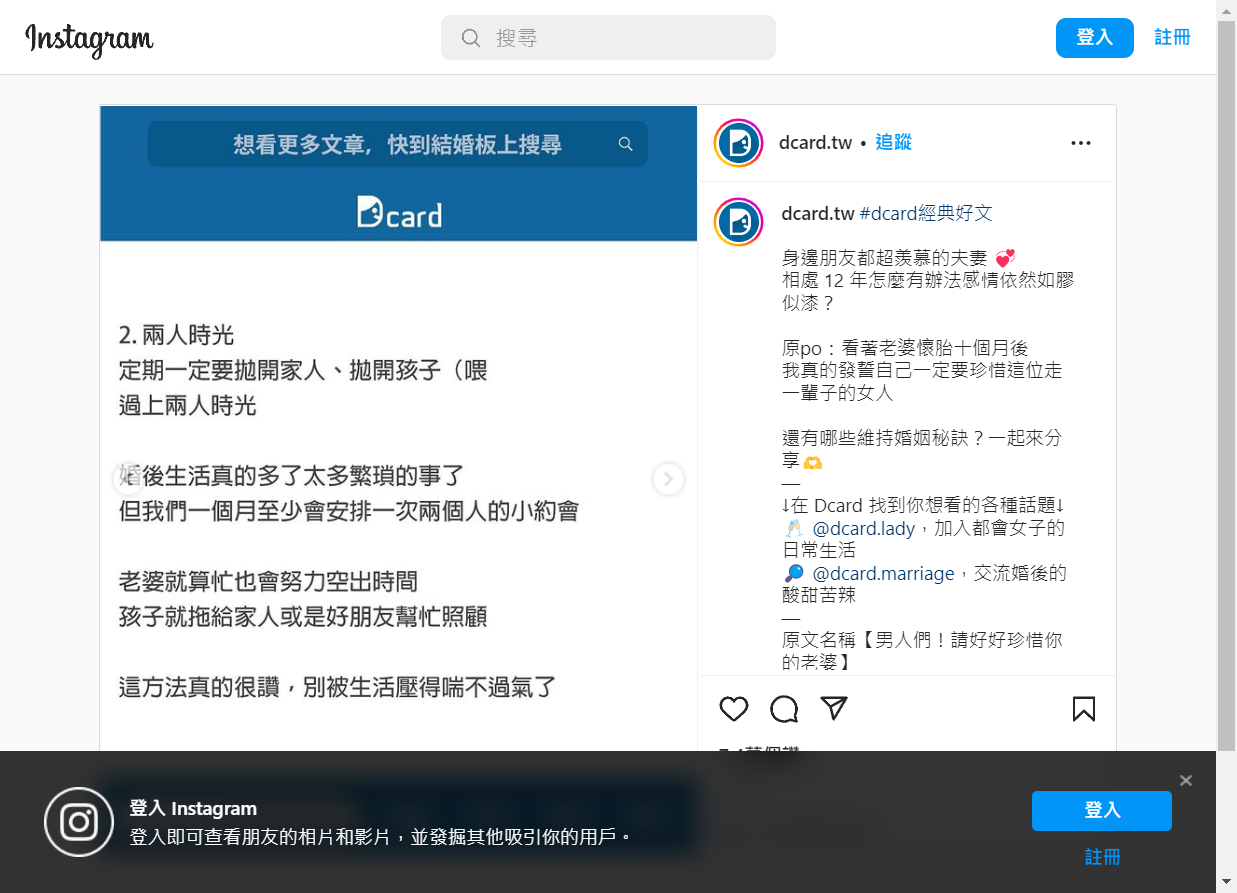 Instagram
搜尋
登入
註冊
想看更多文章，快到結婚板上搜尋
Dcard
2. 兩人時光
定期一定要拋開家人、拋開孩子（喂
過上兩人時光
婚後生活真的多了太多繁瑣的事了
但我們一個月至少會安排一次兩個人的小約會
老婆就算忙也會努力空出時間
孩子就拖給家人或是好朋友幫忙照顧
這方法真的很讚，別被生活壓得喘不過氣了
dcard.tw • 追蹤
dcard.tw #dcard經典好文
身邊朋友都超羨慕的夫妻 💞
相處 12 年怎麼有辦法感情依然如膠
似漆？
原po：看著老婆懷胎十個月後
我真的發誓自己一定要珍惜這位走
一輩子的女人
還有哪些維持婚姻秘訣？一起來分
享🫶
—
↓在 Dcard 找到你想看的各種話題↓
🥂 @dcard.lady，加入都會女子的
日常生活
🔎 @dcard.marriage，交流婚後的
酸甜苦辣
—
原文名稱【男人們！請好好珍惜你
的老婆】
登入 Instagram
登入即可查看朋友的相片和影片，並發掘其他吸引你的用戶。
登入
註冊